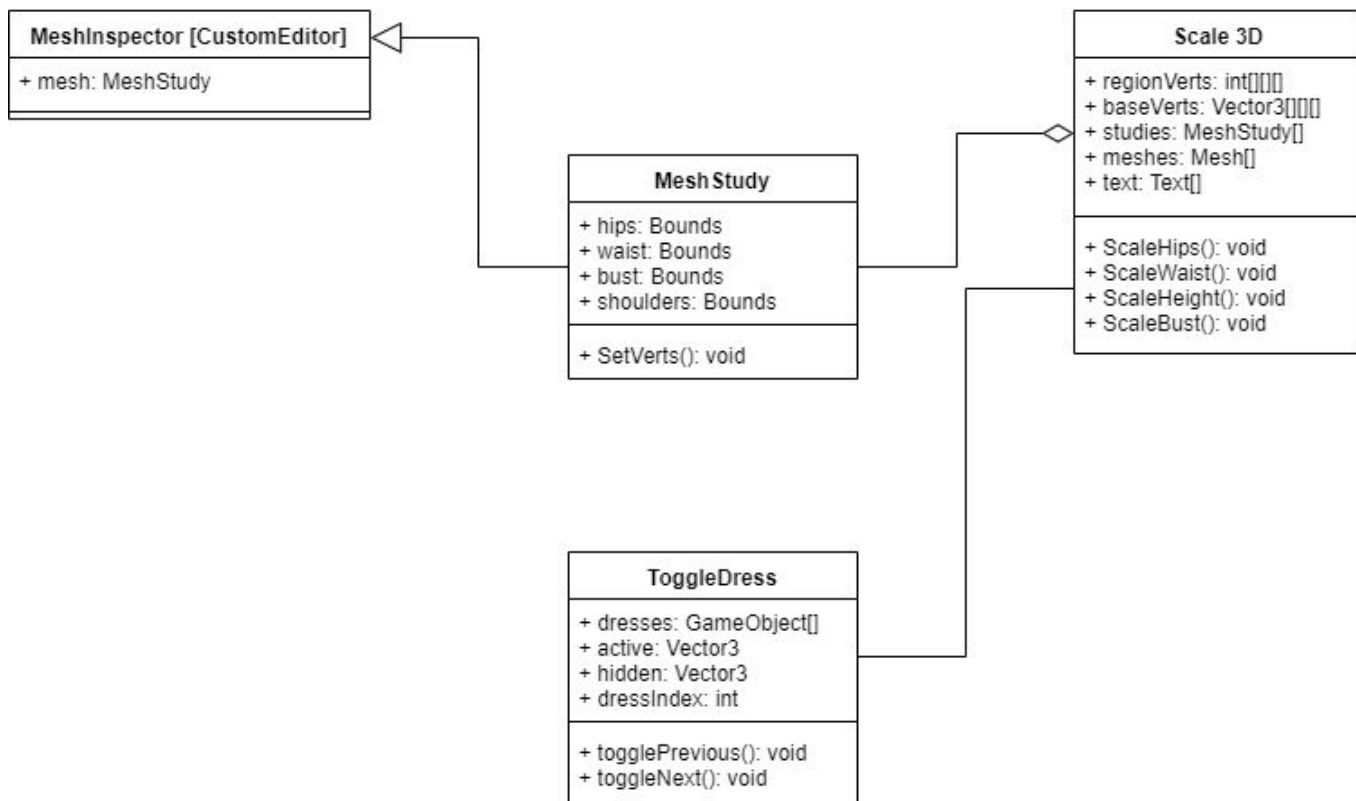 MeshInspector [CustomEditor]
+ mesh: MeshStudy
MeshStudy
+ hips: Bounds
+ waist: Bounds
+ bust: Bounds
+ shoulders: Bounds
+ SetVerts(): void
Scale 3D
+ regionVerts: int[][][]
+ baseVerts: Vector3[][][]
+ studies: MeshStudy[]
+ meshes: Mesh[]
+ text: Text[]
+ ScaleHips(): void
+ ScaleWaist(): void
+ ScaleHeight(): void
+ ScaleBust(): void
ToggleDress
+ dresses: GameObject[]
+ active: Vector3
+ hidden: Vector3
+ dressIndex: int
+ togglePrevious(): void
+ toggleNext(): void